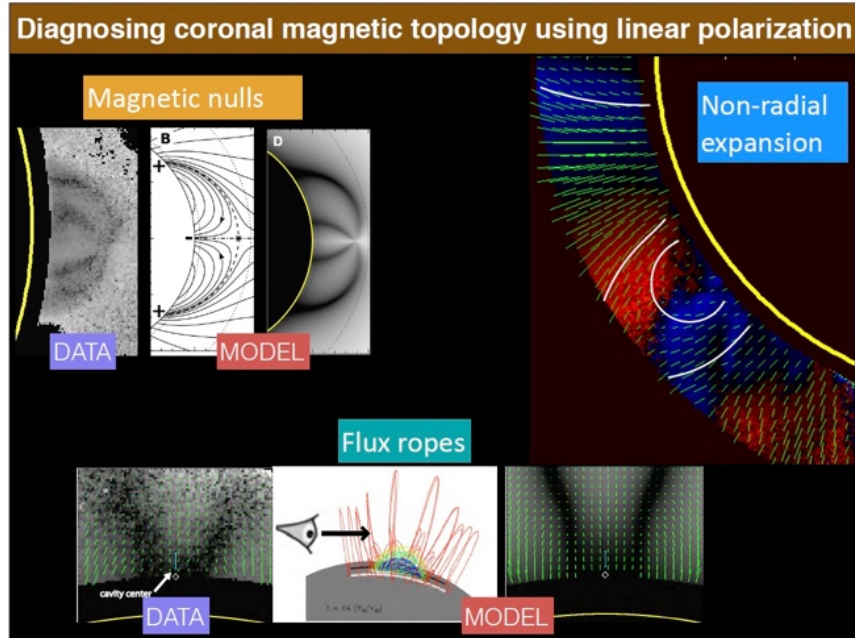 Diagnosing coronal magnetic topology using linear polarization
Magnetic nulls
B
D
+
-
+
DATA
MODEL
Non-radial
expansion
Flux ropes
cavity center
DATA
MODEL